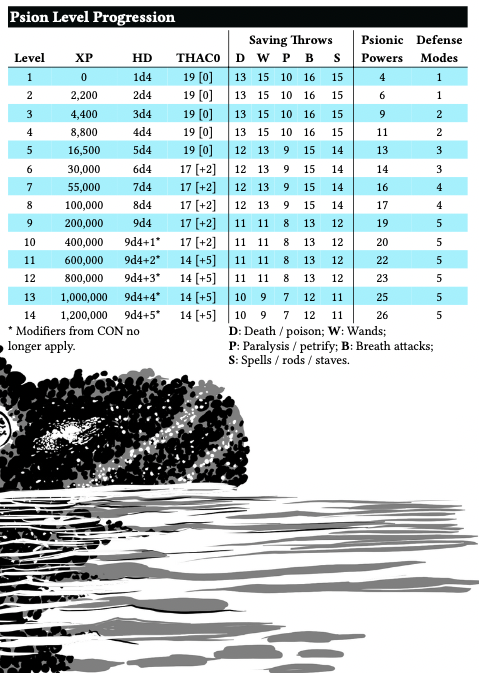 Psion Level Progression
Saving Throws Psionic Defense
Level XP HD THAC0 D W P B S Powers Modes
1 0 1d4 19 [0] 13 15 10 16 15 4 1
2 2,200 2d4 19 [0] 13 15 10 16 15 6 1
3 4,400 3d4 19 [0] 13 15 10 16 15 9 2
4 8,800 4d4 19 [0] 13 15 10 16 15 11 2
5 16,500 5d4 19 [0] 12 13 9 15 14 13 3
6 30,000 6d4 17 [+2] 12 13 9 15 14 14 3
7 55,000 7d4 17 [+2] 12 13 9 15 14 16 4
8 100,000 8d4 17 [+2] 12 13 9 15 14 17 4
9 200,000 9d4 17 [+2] 11 11 8 13 12 19 5
10 400,000 9d4+1* 17 [+2] 11 11 8 13 12 20 5
11 600,000 9d4+2* 14 [+5] 11 11 8 13 12 22 5
12 800,000 9d4+3* 14 [+5] 11 11 8 13 12 23 5
13 1,000,000 9d4+4* 14 [+5] 10 9 7 12 11 25 5
14 1,200,000 9d4+5* 14 [+5] 10 9 7 12 11 26 5
* Modifiers from CON no
longer apply.
D: Death / poison; W: Wands;
P: Paralysis / petrify; B: Breath attacks;
S: Spells / rods / staves.